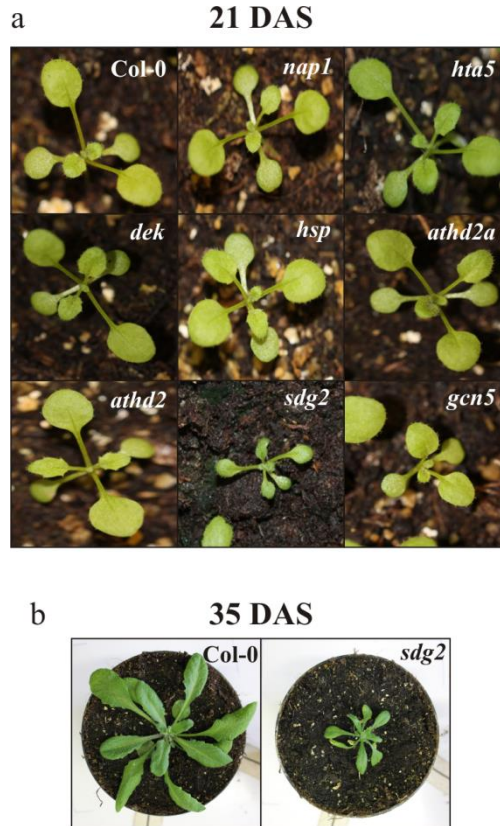 a 21 DAS
Col-0 nap1 hta5
dek hsp athd2a
athd2 sdg2 gcn5
b 35 DAS
Col-0 sdg2